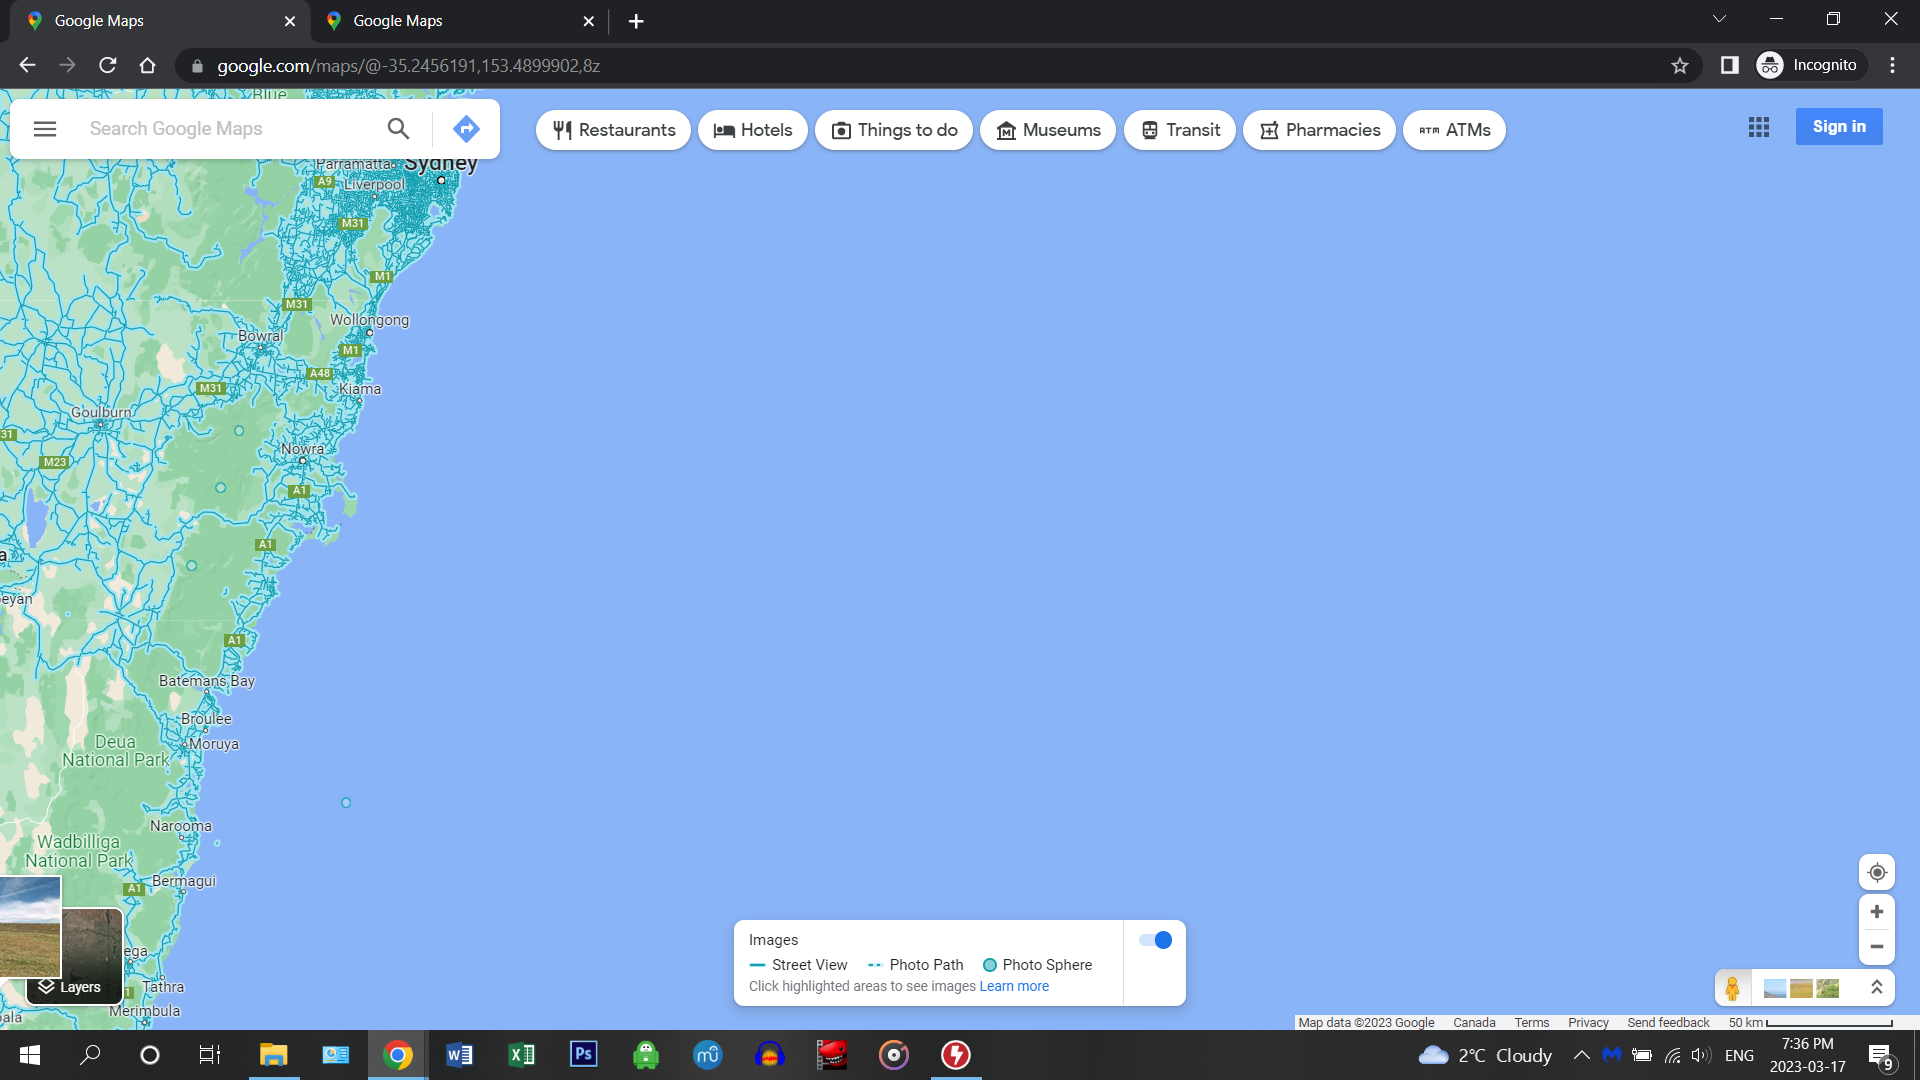 Google Maps
Google Maps
google.com/maps/@-35.2456191,153.4899902,8z
Incognito
Blue
Search Google Maps
Restaurants
Hotels
Things to do
Museums
Transit
Pharmacies
ATM ATMs
Sign in
Parramatta
Sydney
A9
Liverpool
M31
M1
M31
Wollongong
Bowral
M1
A48
M31
Kiama
Goulburn
31
Nowra
M23
A1
A1
a
eyan
A1
Batemans Bay
Broulee
Moruya
Deua
National Park
Narooma
Wadbilliga
National Park
Bermagui
A1
ega
Layers
1
Tathra
Merimbula
ala
Images
Street View
Photo Path
Photo Sphere
Click highlighted areas to see images Learn more
Map data ©2023 Google
Canada
Terms
Privacy
Send feedback
50 km
W
X
Ps
2°C Cloudy
ENG
7:36 PM
2023-03-17
9